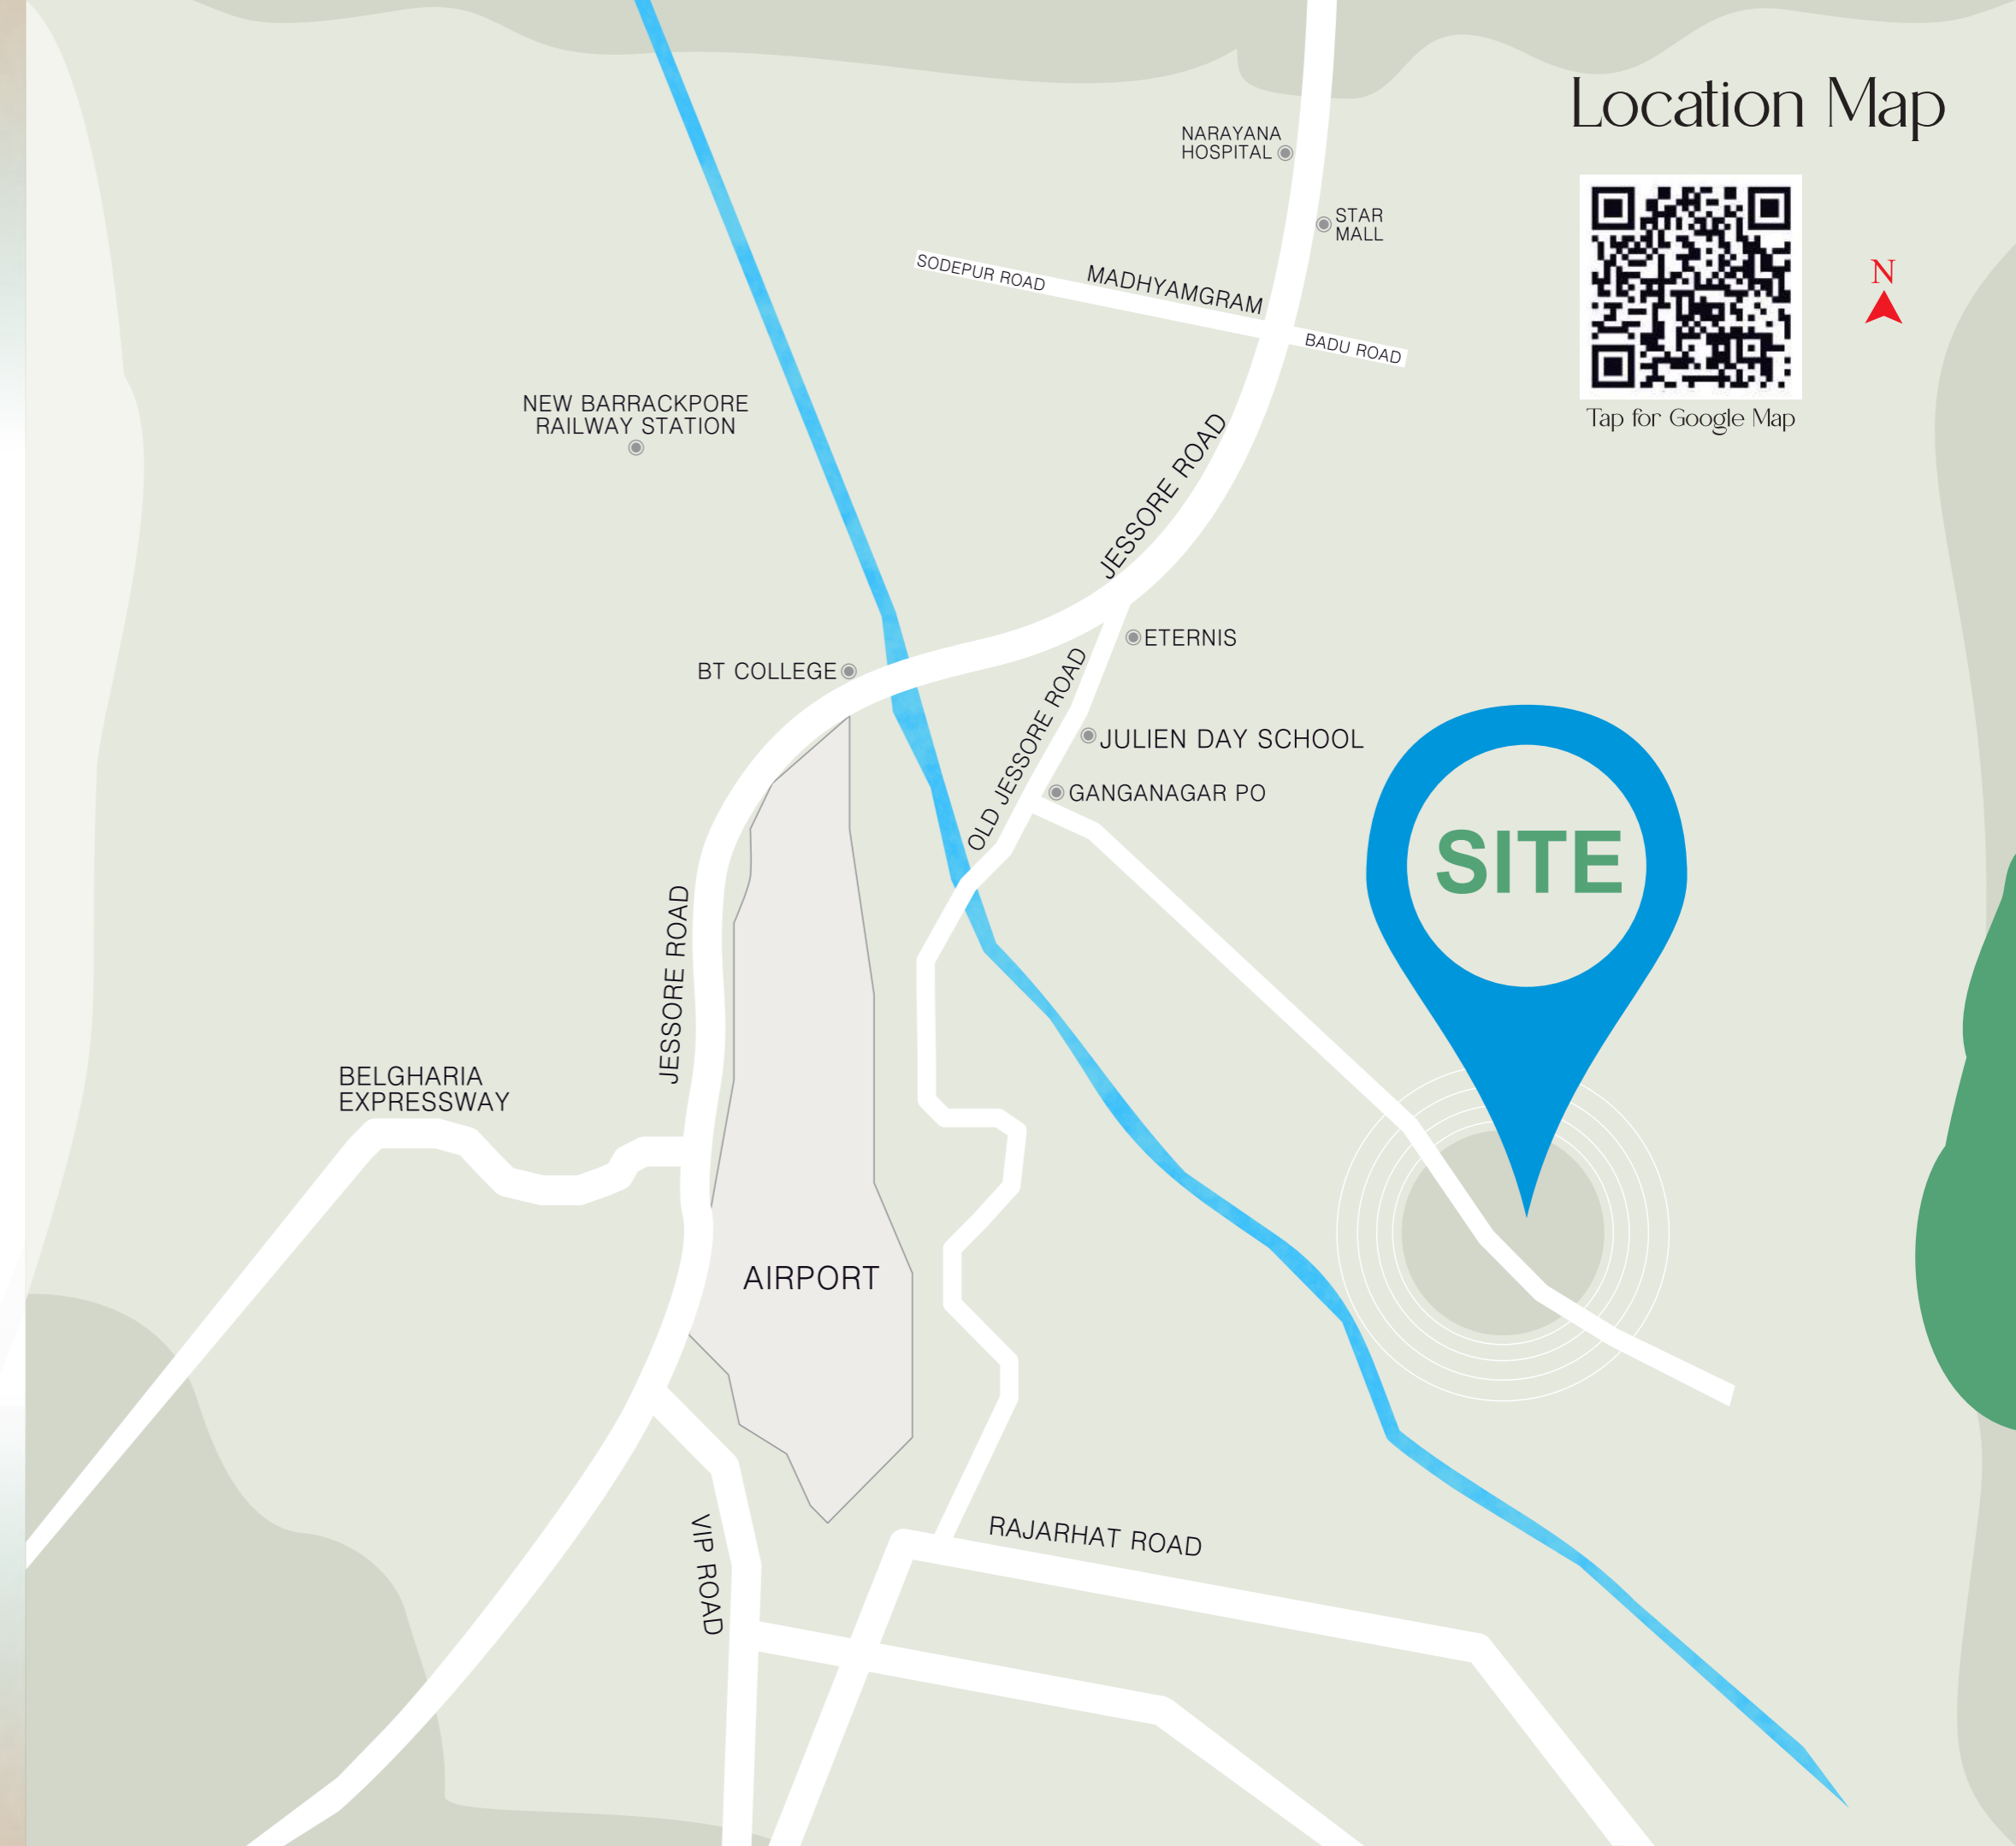 Location Map
NARAYANA
HOSPITAL
STAR
MALL
N
SODEPUR ROAD
MADHYAMGRAM
BADU ROAD
Tap for Google Map
NEW BARRACKPORE
RAILWAY STATION
JESSORE ROAD
ETERNIS
BT COLLEGE
OLD JESSORE ROAD
JULIEN DAY SCHOOL
GANGANAGAR PO
SITE
JESSORE ROAD
BELGHARIA
EXPRESSWAY
AIRPORT
VIP ROAD
RAJARHAT ROAD